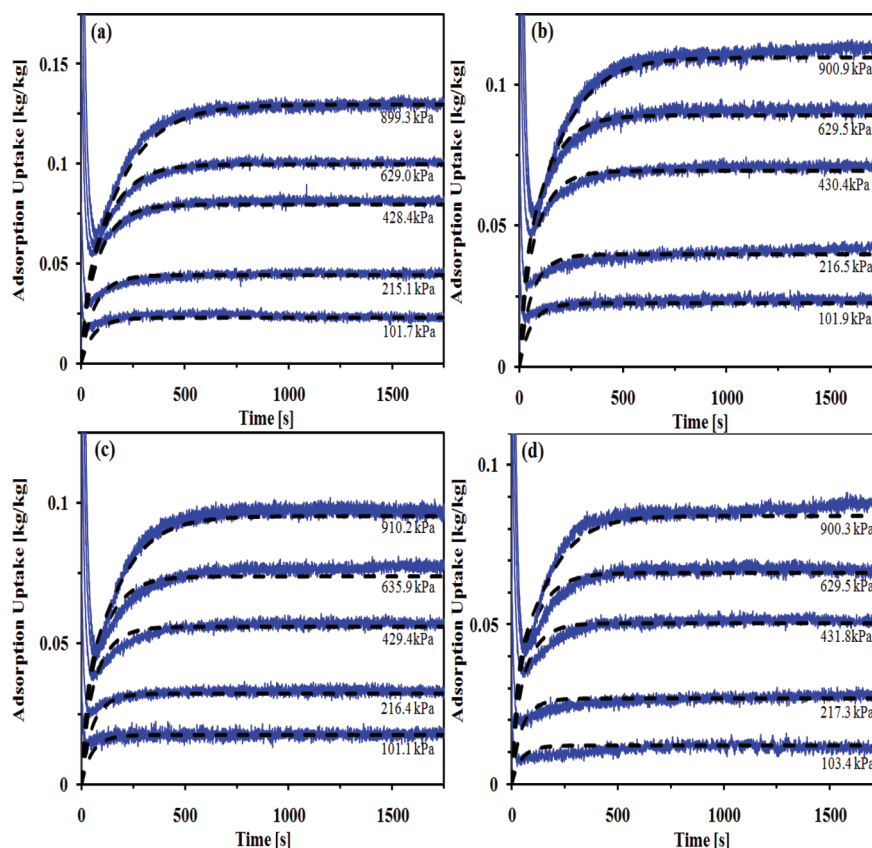 (a)
Adsorption Uptake [kg/kg]
0.15
0.1
0.05
0
899.3 kPa
629.0 kPa
428.4 kPa
215.1 kPa
101.7 kPa
0 500 1000 1500
Time [s]
(b)
Adsorption Uptake [kg/kg]
0.1
0.05
0
900.9 kPa
629.5 kPa
430.4 kPa
216.5 kPa
101.9 kPa
0 500 1000 1500
Time [s]
(c)
Adsorption Uptake [kg/kg]
0.1
0.05
0
910.2 kPa
635.9 kPa
429.4 kPa
216.4 kPa
101.1 kPa
0 500 1000 1500
Time [s]
(d)
Adsorption Uptake [kg/kg]
0.1
0.05
0
900.3 kPa
629.5 kPa
431.8 kPa
217.3 kPa
103.4 kPa
0 500 1000 1500
Time [s]